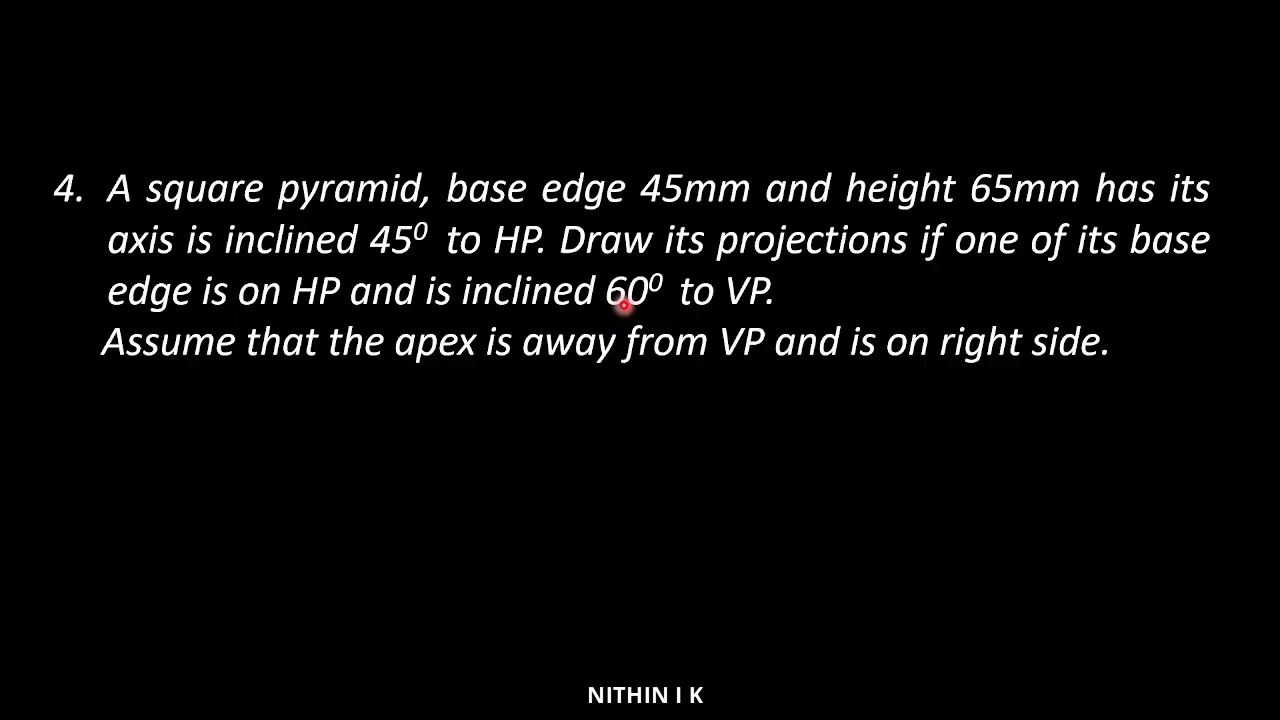 4. A square pyramid, base edge 45mm and height 65mm has its
axis is inclined 45⁰ to HP. Draw its projections if one of its base
edge is on HP and is inclined 60⁰ to VP.
Assume that the apex is away from VP and is on right side.
NITHIN I K